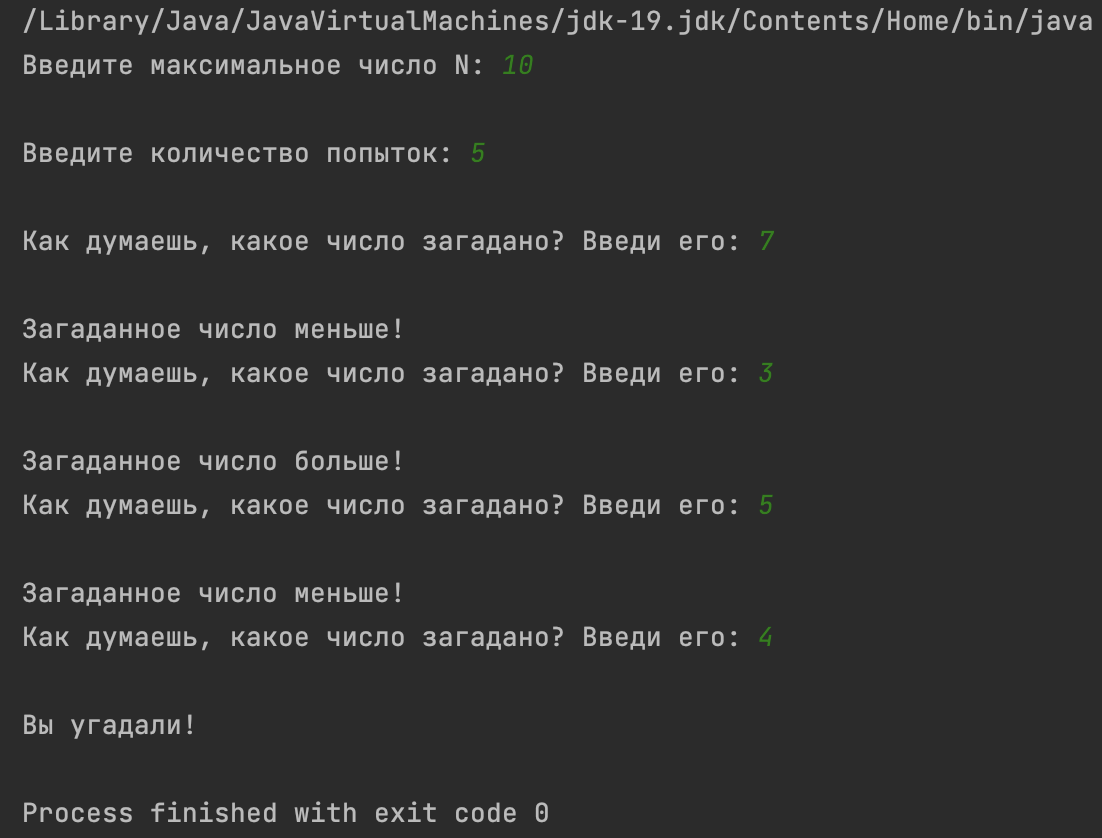 /Library/Java/JavaVirtualMachines/jdk-19.jdk/Contents/Home/bin/java
Введите максимальное число N: 10
Введите количество попыток: 5
Как думаешь, какое число загадано? Введи его: 7
Загаданное число меньше!
Как думаешь, какое число загадано? Введи его: 3
Загаданное число больше!
Как думаешь, какое число загадано? Введи его: 5
Загаданное число меньше!
Как думаешь, какое число загадано? Введи его: 4
Вы угадали!
Process finished with exit code 0